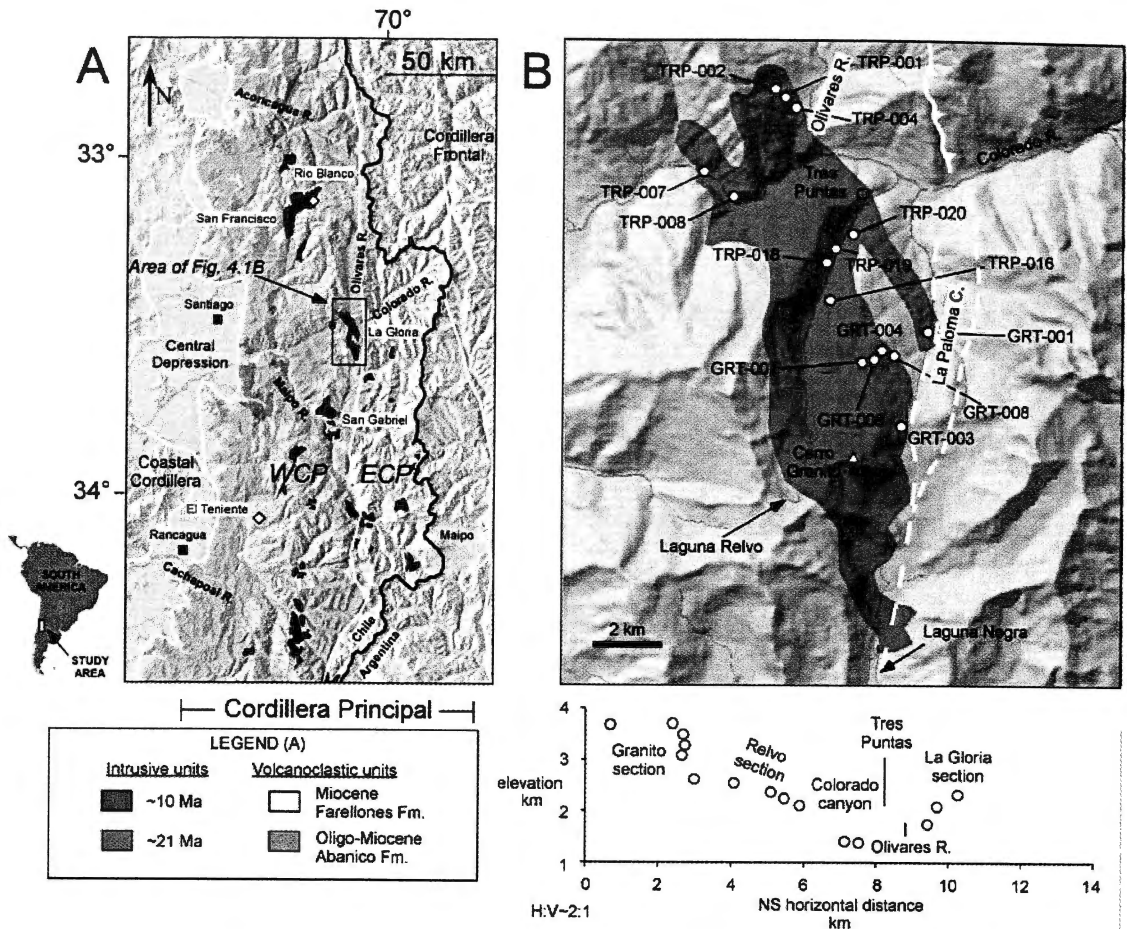 70°
A
50 km
N
Aconcagua R.
33°
Cordillera
Frontal
Rio Blanco
San Francisco
Olivares R.
Area of Fig. 4.1B
Colorado R.
Santiago
La Gloria
Central
Depression
Maipo R.
San Gabriel
Coastal
Cordillera
WCP
ECP
34°
El Teniente
Rancagua
Maipo
Cachapoal R.
Chile
Argentina
SOUTH
AMERICA
STUDY
AREA
Cordillera Principal
LEGEND (A)
Intrusive units
Volcanoclastic units
~10 Ma
Miocene
Farellones Fm.
~21 Ma
Oligo-Miocene
Abanico Fm.
B
TRP-002
TRP-001
Olivares R.
TRP-004
Colorado R.
TRP-007
Tres
Puntas
TRP-008
TRP-020
TRP-018
TRP-019
TRP-016
La Paloma C.
GRT-004
GRT-001
GRT-008
GRT-003
Cerro
Laguna Relvo
2 km
Laguna Negra
4
3
2
1
elevation
km
Granito
section
Relvo
section
Colorado
canyon
Tres
Puntas
La Gloria
section
Olivares R.
0 2 4 6 8 10 12 14
H:V~2:1
NS horizontal distance
km